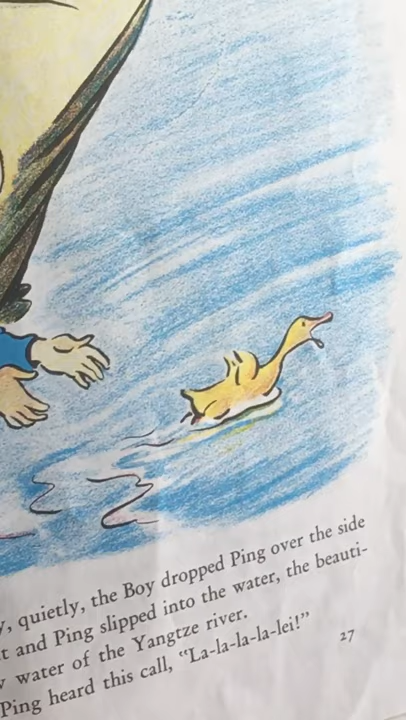 quietly, the Boy dropped Ping over the side
and Ping slipped into the water, the beauti-
water of the Yangtze river.
Ping heard this call, “La-la-la-la-lei!”
27